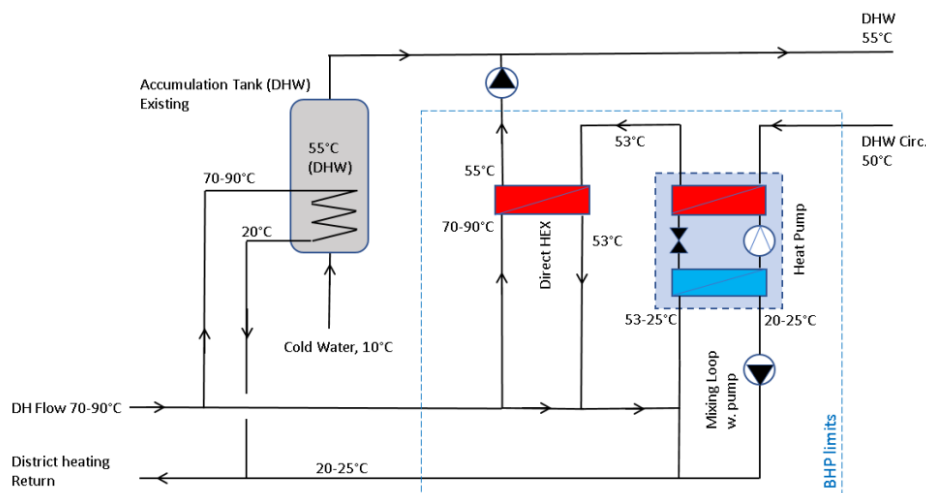 DHW
55°C
Accumulation Tank (DHW)
Existing
55°C
(DHW)
70-90°C
20°C
Cold Water, 10°C
53°C
DHW Circ.
50°C
55°C
70-90°C
Direct HEX
53°C
Heat Pump
53-25°C
20-25°C
Mixing Loop
w. pump
DH Flow 70-90°C
District heating
Return
20-25°C
BHP limits